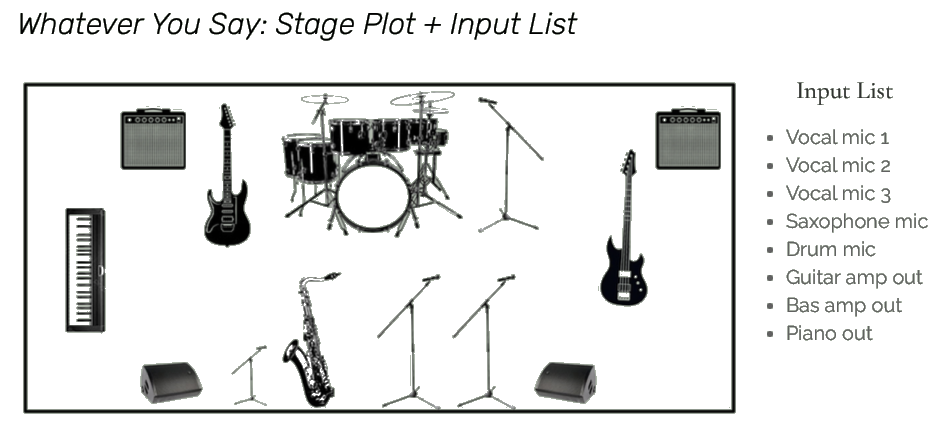 Whatever You Say: Stage Plot + Input List
Input List
Vocal mic 1
Vocal mic 2
Vocal mic 3
Saxophone mic
Drum mic
Guitar amp out
Bas amp out
Piano out